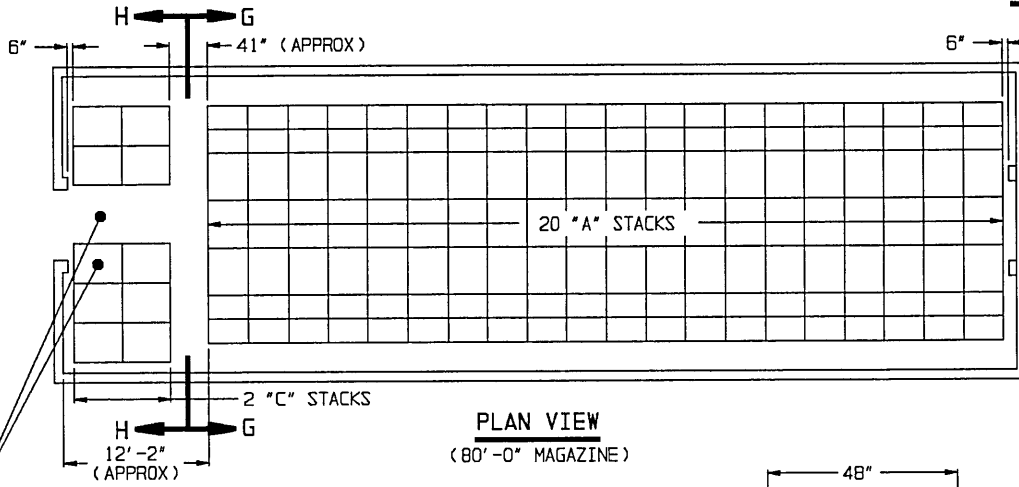 H G
6" 41" (APPROX) 6"
20 "A" STACKS
2 "C" STACKS
H G
12'-2"
(APPROX)
PLAN VIEW
(80'-0" MAGAZINE)
48"